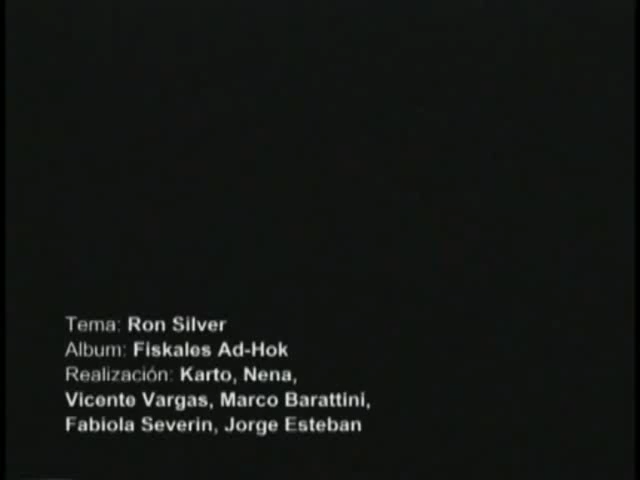 Tema: Ron Silver
Album: Fiskales Ad-Hok
Realización: Karto, Nena,
Vicente Vargas, Marco Barattini,
Fabiola Severin, Jorge Esteban